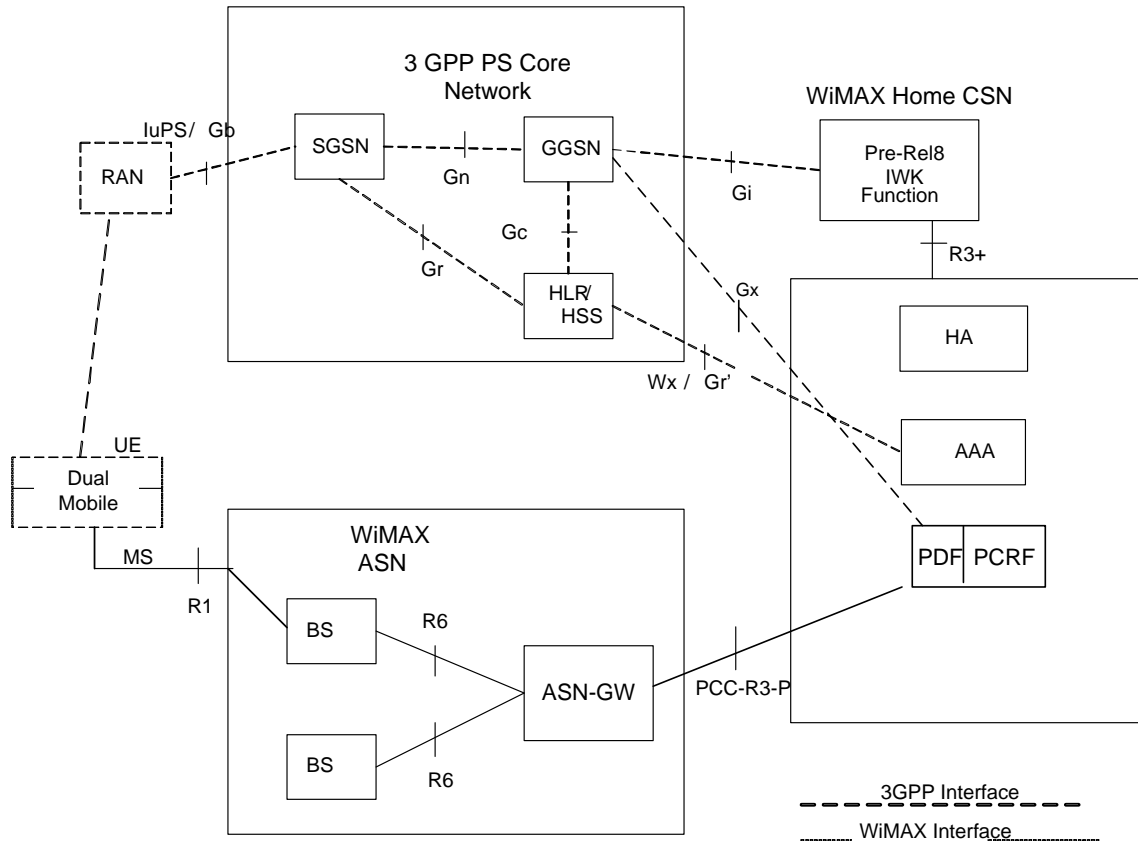 3 GPP PS Core
Network
WiMAX Home CSN
IuPS/ Gb
RAN
SGSN
Gn
GGSN
Gi
Pre-Rel8
IWK
Function
R3+
Gr
Gc
HLR/
HSS
Gx
Wx / Gr'
HA
AAA
UE
Dual
Mobile
MS
R1
WiMAX
ASN
PDF
PCRF
BS
R6
ASN-GW
PCC-R3-P
BS
R6
3GPP Interface
WiMAX Interface